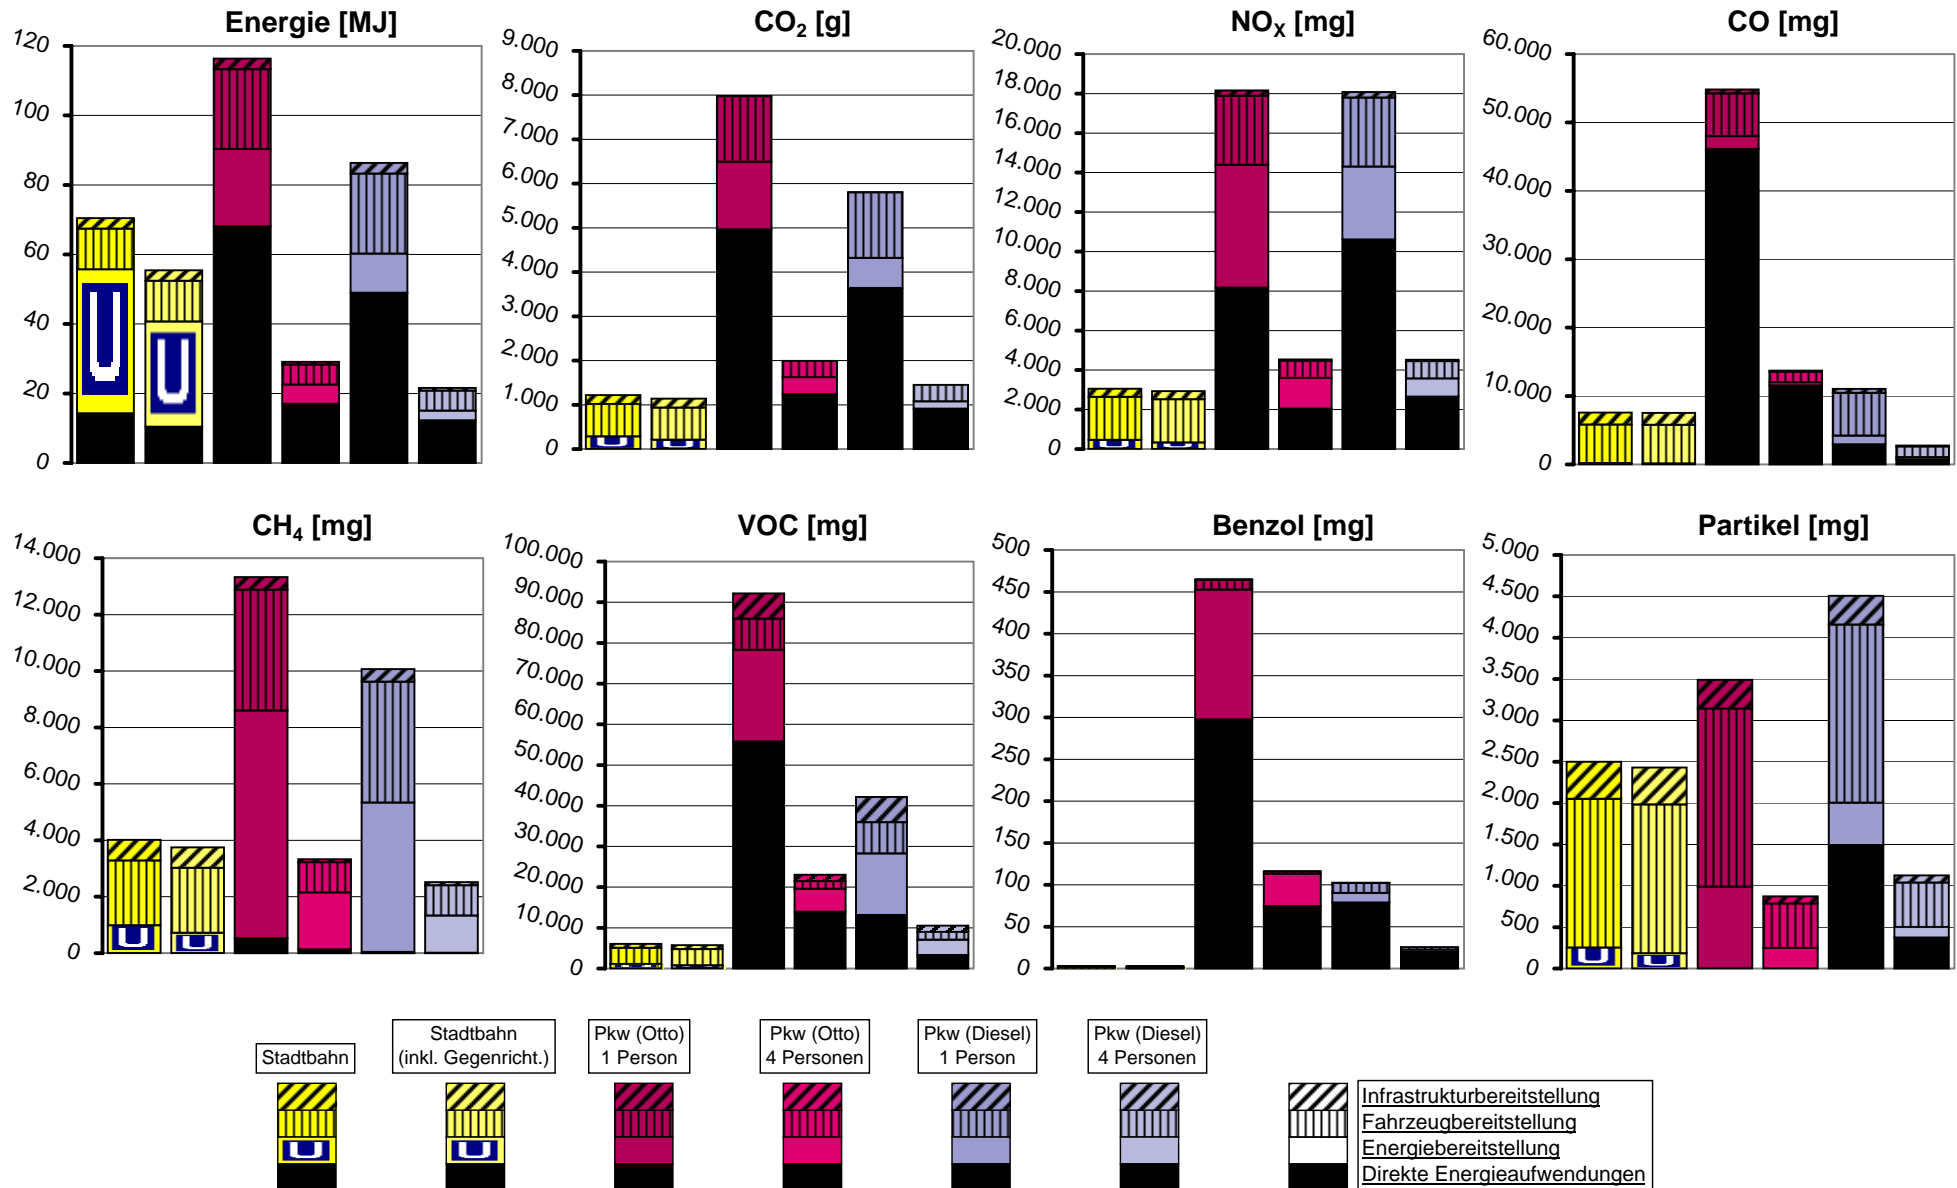 Energie [MJ]
120
100
80
60
40
20
0
CO2 [g]
9.000
8.000
7.000
6.000
5.000
4.000
3.000
2.000
1.000
0
NOX [mg]
20.000
18.000
16.000
14.000
12.000
10.000
8.000
6.000
4.000
2.000
0
CO [mg]
60.000
50.000
40.000
30.000
20.000
10.000
0
CH4 [mg]
14.000
12.000
10.000
8.000
6.000
4.000
2.000
0
VOC [mg]
100.000
90.000
80.000
70.000
60.000
50.000
40.000
30.000
20.000
10.000
0
Benzol [mg]
500
450
400
350
300
250
200
150
100
50
0
Partikel [mg]
5.000
4.500
4.000
3.500
3.000
2.500
2.000
1.500
1.000
500
0
U
U
U
U
U
U
U
U
U
U
Stadtbahn
Stadtbahn
(inkl. Gegenricht.)
Pkw (Otto)
1 Person
Pkw (Otto)
4 Personen
Pkw (Diesel)
1 Person
Pkw (Diesel)
4 Personen
U
U
Infrastrukturbereitstellung
Fahrzeugbereitstellung
Energiebereitstellung
Direkte Energieaufwendungen